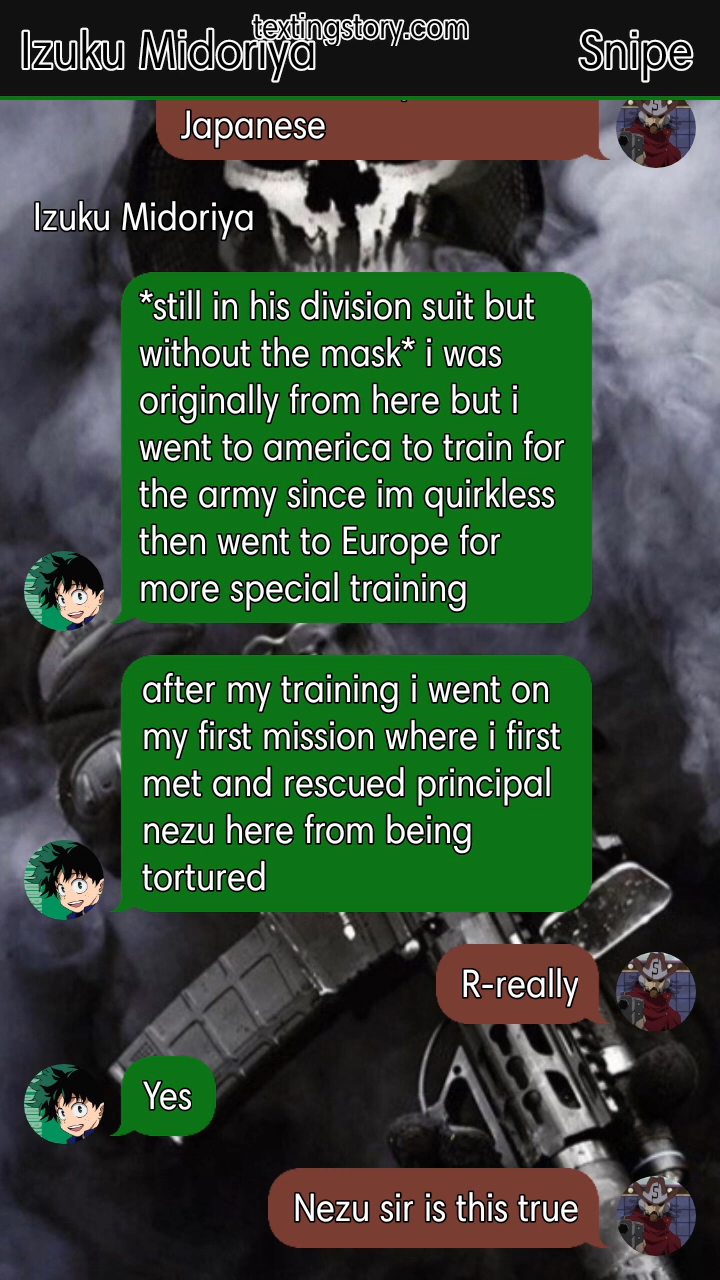 textingstory.com
Izuku Midoriya
Snipe
Japanese
Izuku Midoriya
*still in his division suit but
without the mask* i was
originally from here but i
went to america to train for
the army since im quirkless
then went to Europe for
more special training
after my training i went on
my first mission where i first
met and rescued principal
nezu here from being
tortured
R-really
Yes
Nezu sir is this true